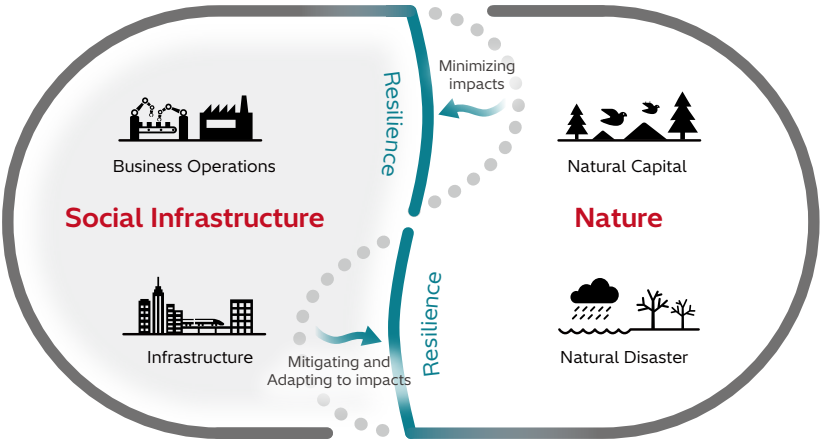 Minimizing
impacts
Resilience
Business Operations
Natural Capital
Social Infrastructure
Nature
Resilience
Infrastructure
Natural Disaster
Mitigating and
Adapting to impacts